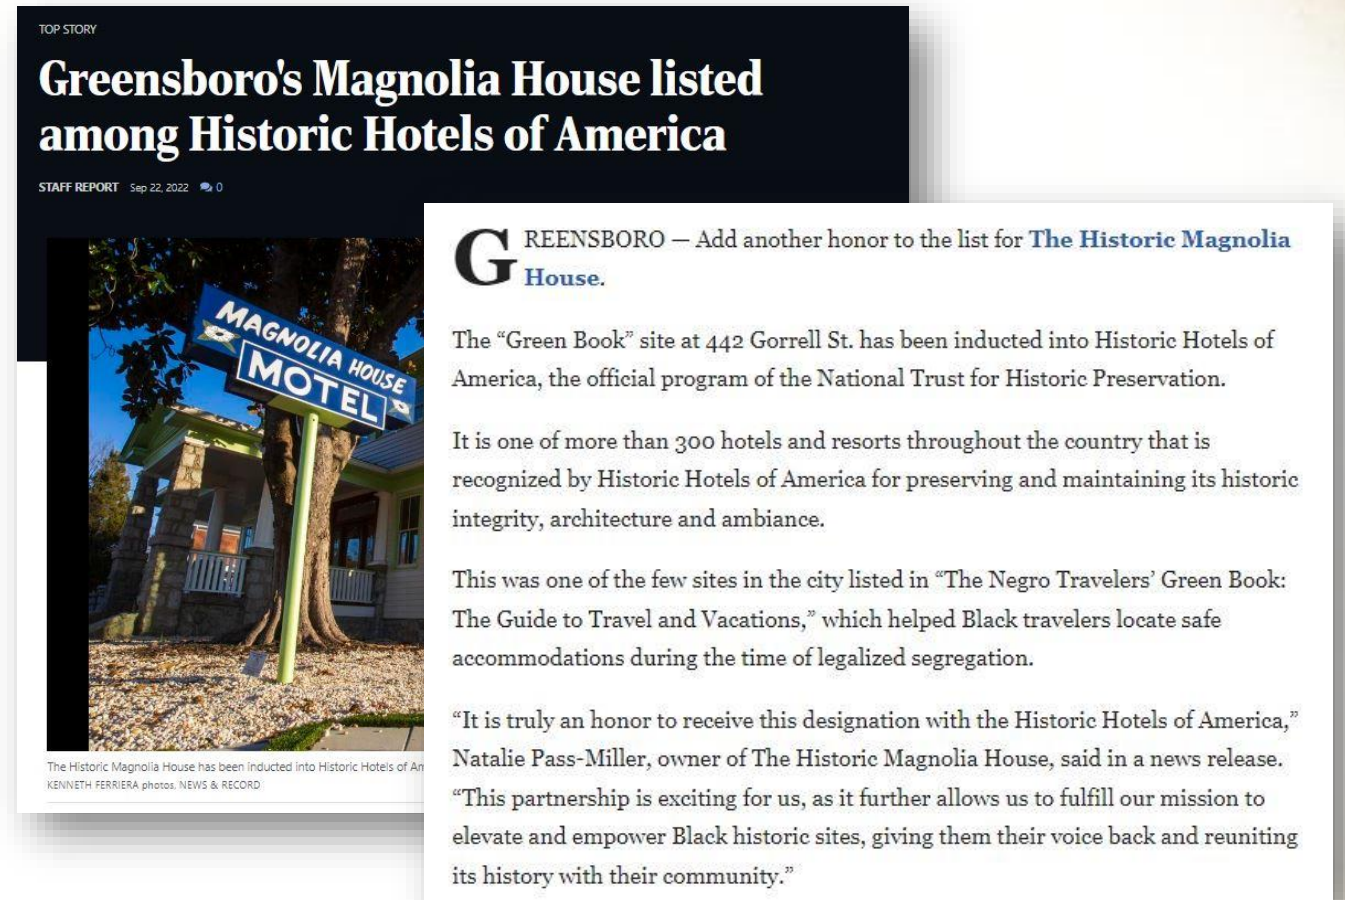 TOP STORY
Greensboro's Magnolia House listed
among Historic Hotels of America
STAFF REPORT Sep 22, 2022 0
MAGNOLIA HOUSE
MOTEL
The Historic Magnolia House has been inducted into Historic Hotels of
KENNETH FERRIERA photos, NEWS & RECORD
GREENSBORO — Add another honor to the list for The Historic Magnolia
House.
The “Green Book” site at 442 Gorrell St. has been inducted into Historic Hotels of
America, the official program of the National Trust for Historic Preservation.
It is one of more than 300 hotels and resorts throughout the country that is
recognized by Historic Hotels of America for preserving and maintaining its historic
integrity, architecture and ambiance.
This was one of the few sites in the city listed in “The Negro Travelers’ Green Book:
The Guide to Travel and Vacations,” which helped Black travelers locate safe
accommodations during the time of legalized segregation.
“It is truly an honor to receive this designation with the Historic Hotels of America,”
Natalie Pass-Miller, owner of The Historic Magnolia House, said in a news release.
“This partnership is exciting for us, as it further allows us to fulfill our mission to
elevate and empower Black historic sites, giving them their voice back and reuniting
its history with their community.”